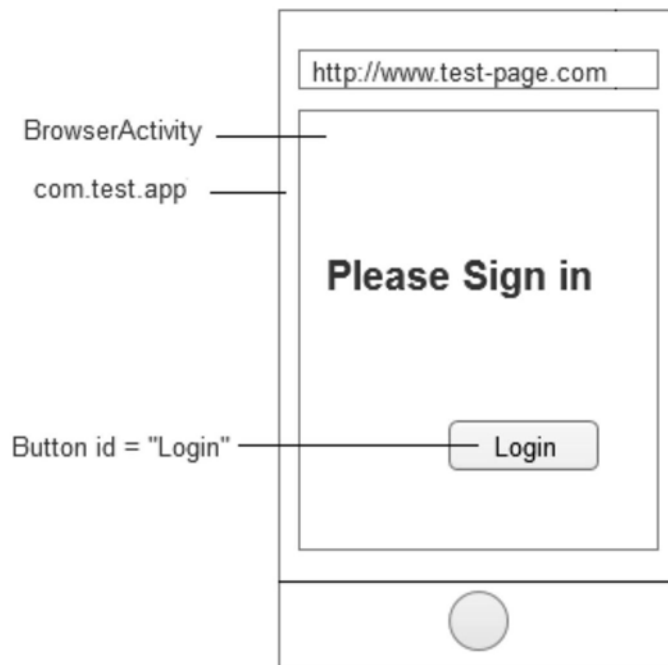 http://www.test-page.com
BrowserActivity
com.test.app
Please Sign in
Button id = "Login"
Login